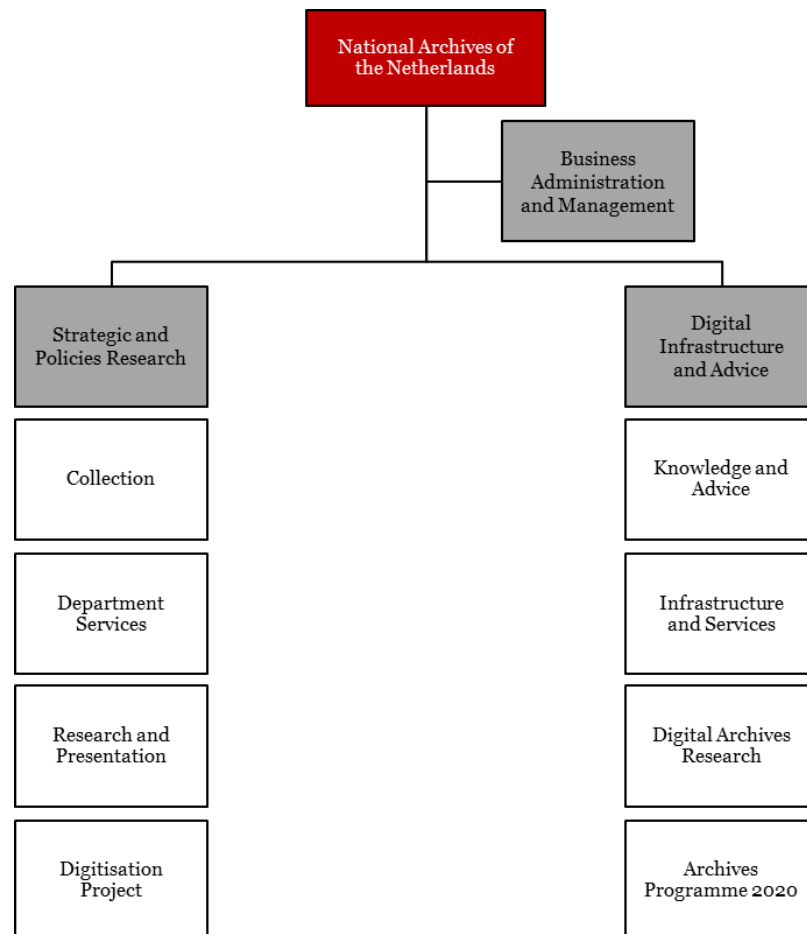 National Archives of
the Netherlands
Business
Administration
and Management
Strategic and
Policies Research
Collection
Department
Services
Research and
Presentation
Digitisation
Project
Digital
Infrastructure
and Advice
Knowledge and
Advice
Infrastructure
and Services
Digital Archives
Research
Archives
Programme 2020